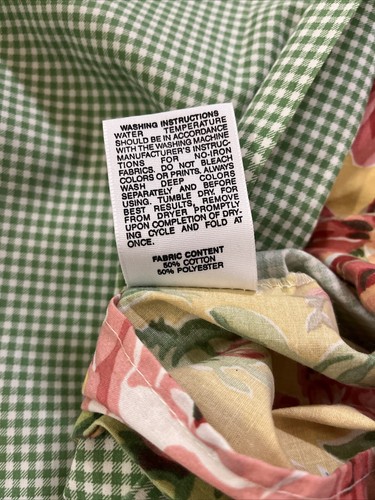 WASHING INSTRUCTIONS
WATER TEMPERATURE
SHOULD BE IN ACCORDANCE
WITH THE WASHING MACHINE
MANUFACTURER'S INSTRUC-
TIONS FOR NO-IRON
FABRICS. DO NOT BLEACH
COLORS OR PRINTS. ALWAYS
WASH DEEP COLORS
SEPARATELY AND BEFORE
USING. TUMBLE DRY. FOR
BEST RESULTS, REMOVE
FROM DRYER PROMPTLY
UPON COMPLETION OF DRY-
ING CYCLE AND FOLD AT
ONCE.
FABRIC CONTENT
50% COTTON
50% POLYESTER